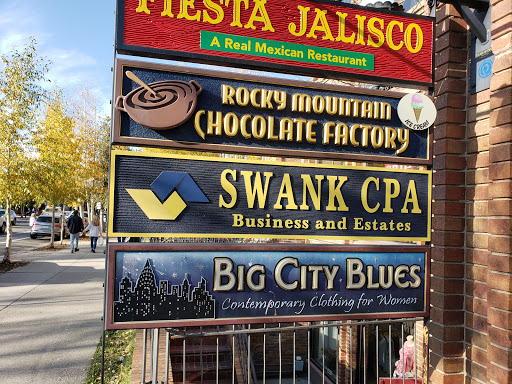 FIESTA JALISCO
A Real Mexican Restaurant
ROCKY MOUNTAIN
CHOCOLATE FACTORY
ICE CREAM
SWANK CPA
Business and Estates
BIG CITY BLUES
Contemporary Clothing for Women